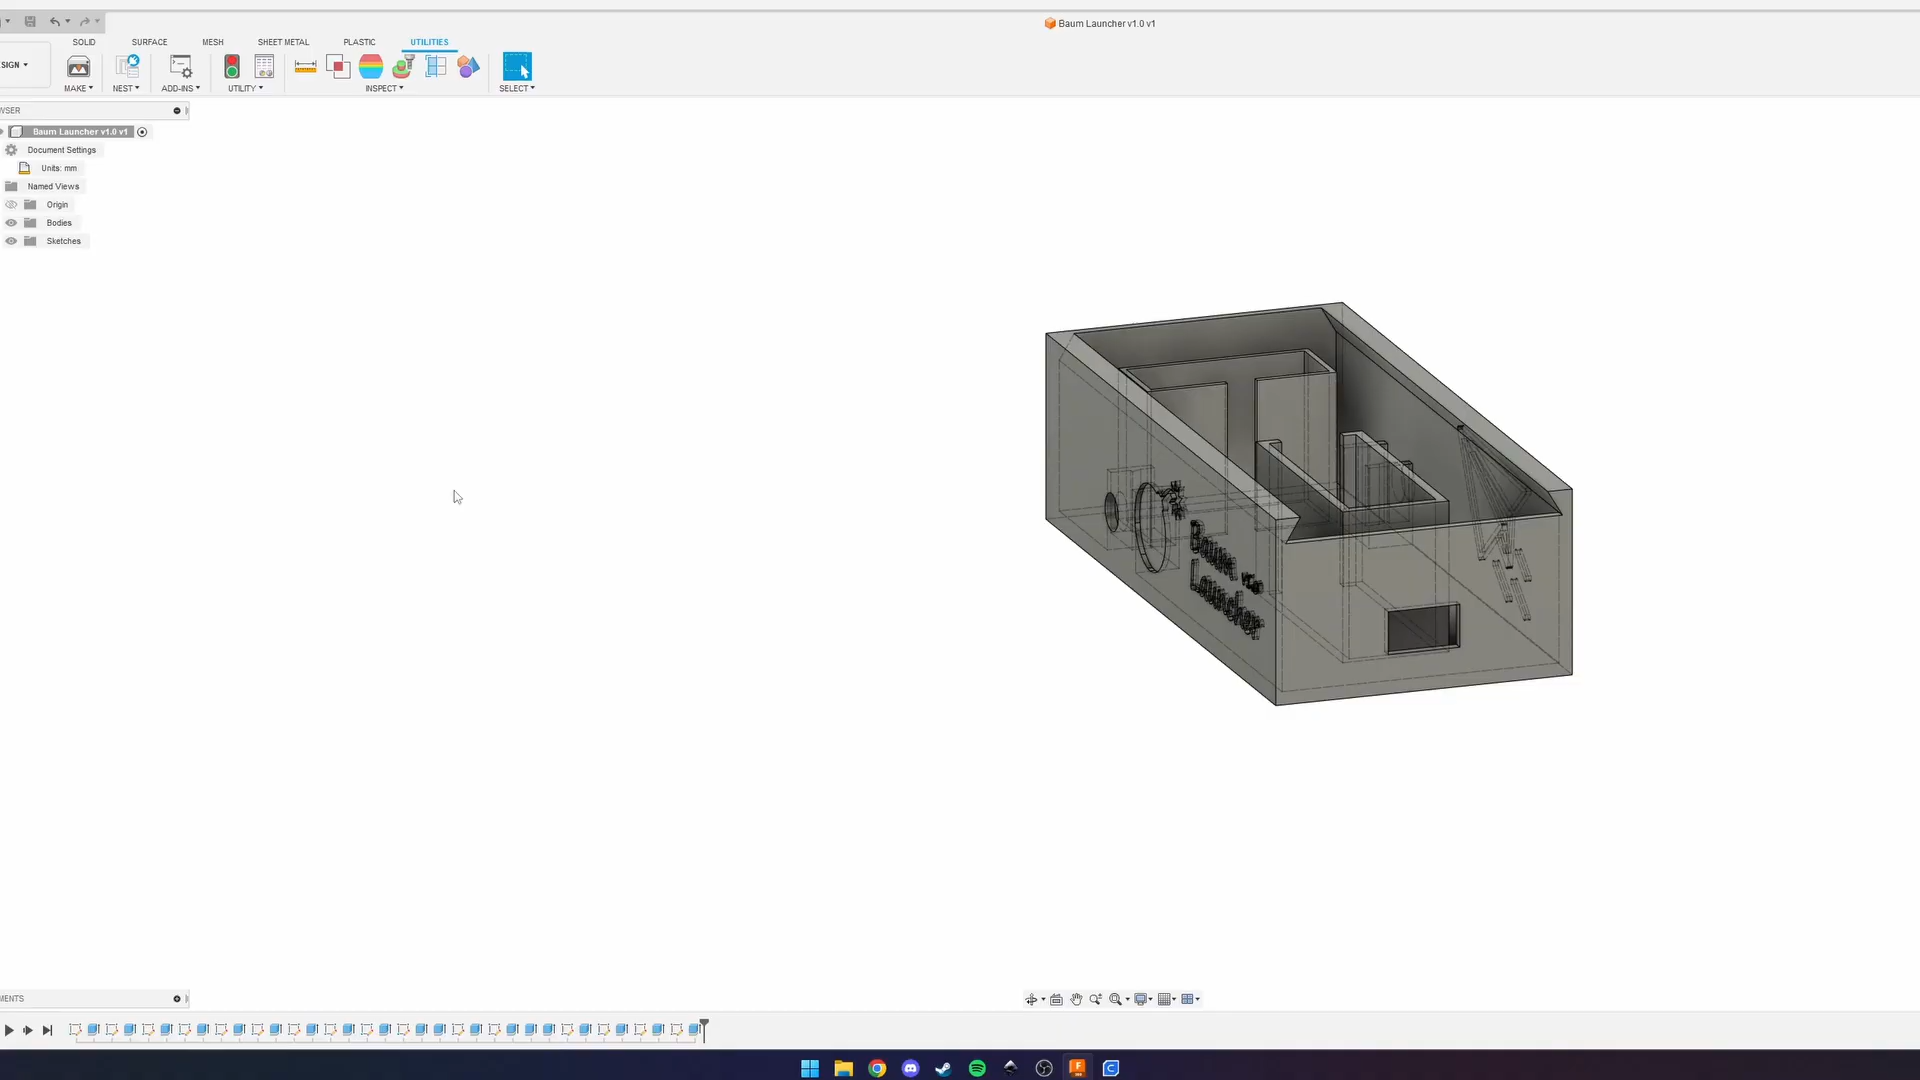 Baum Launcher v1.0 v1
SOLID
SURFACE
MESH
SHEET METAL
PLASTIC
UTILITIES
SIGN
MAKE
NEST
ADD-INS
UTILITY
INSPECT
SELECT
WSER
Baum Launcher v1.0 v1
Document Settings
Units: mm
Named Views
Origin
Bodies
Sketches
Launcher
MENTS